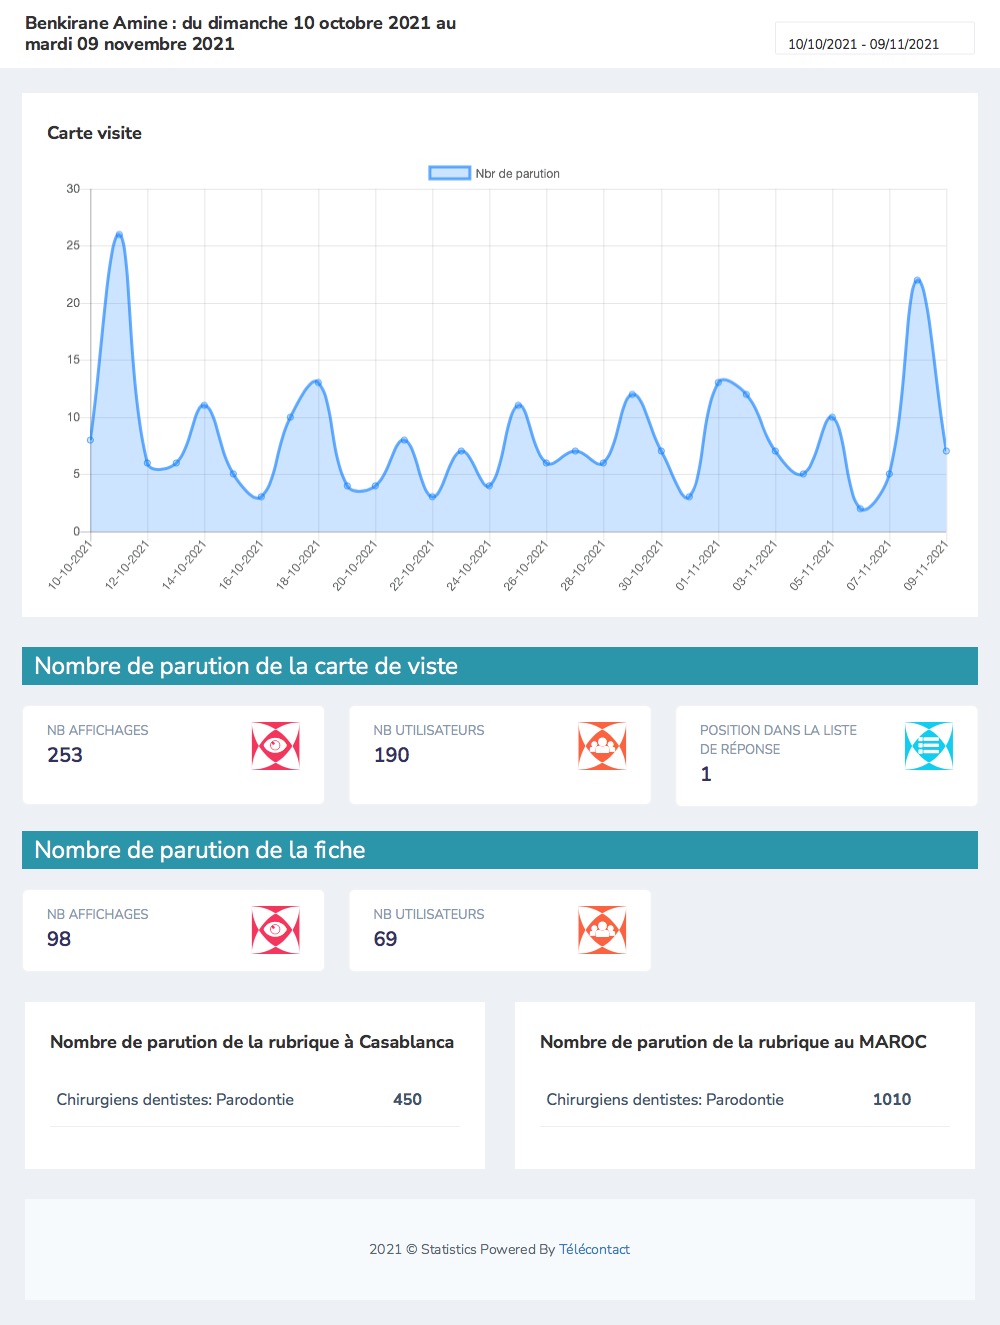 Benkirane Amine : du dimanche 10 octobre 2021 au
mardi 09 novembre 2021
10/10/2021 - 09/11/2021
Carte visite
Nbr de parution
30
25
20
15
10
5
0
10-10-2021
12-10-2021
14-10-2021
16-10-2021
18-10-2021
20-10-2021
22-10-2021
24-10-2021
26-10-2021
28-10-2021
30-10-2021
01-11-2021
03-11-2021
05-11-2021
07-11-2021
09-11-2021
Nombre de parution de la carte de viste
NB AFFICHAGES
253
NB UTILISATEURS
190
POSITION DANS LA LISTE
DE RÉPONSE
1
Nombre de parution de la fiche
NB AFFICHAGES
98
NB UTILISATEURS
69
Nombre de parution de la rubrique à Casablanca
Chirurgiens dentistes: Parodontie 450
Nombre de parution de la rubrique au MAROC
Chirurgiens dentistes: Parodontie 1010
2021 © Statistics Powered By Télécontact